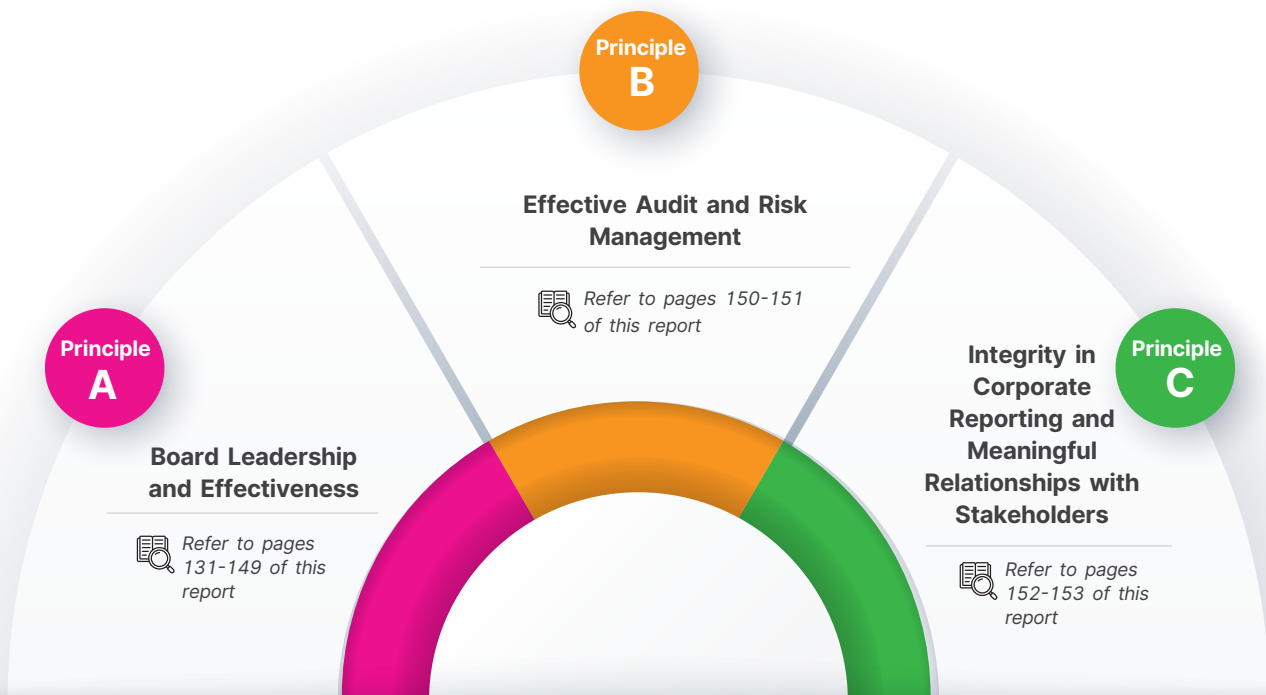 Principle
A
Board Leadership
and Effectiveness
Refer to pages
131-149 of this
report
Principle
B
Effective Audit and Risk
Management
Refer to pages 150-151
of this report
Principle
C
Integrity in
Corporate
Reporting and
Meaningful
Relationships with
Stakeholders
Refer to pages
152-153 of this
report